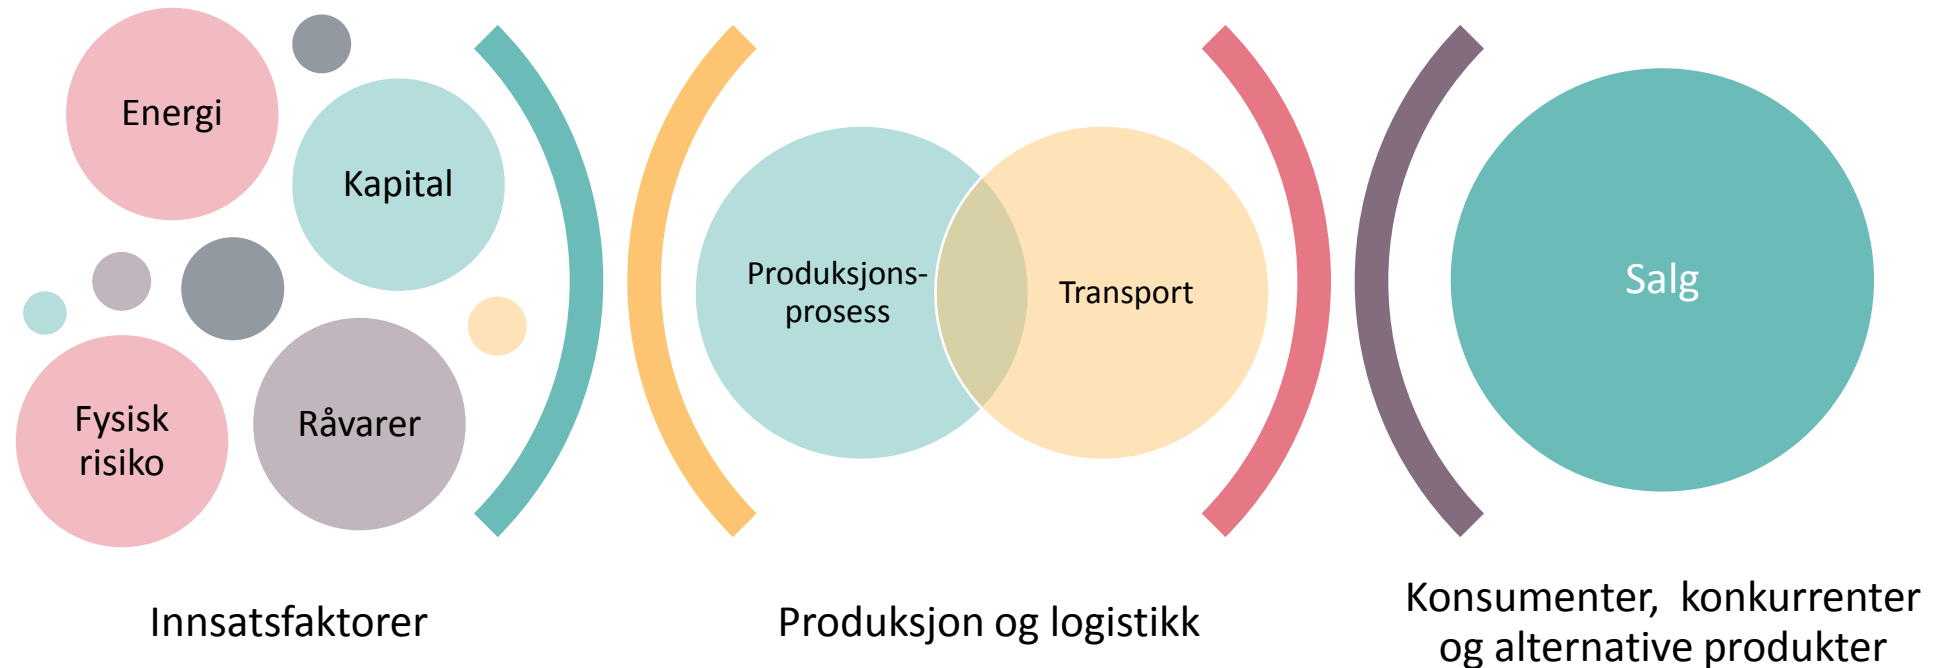 Energi
Kapital
Fysisk
risiko
Råvarer
Innsatsfaktorer
Produksjons-
prosess
Transport
Produksjon og logistikk
Salg
Konsumenter, konkurrenter
og alternative produkter